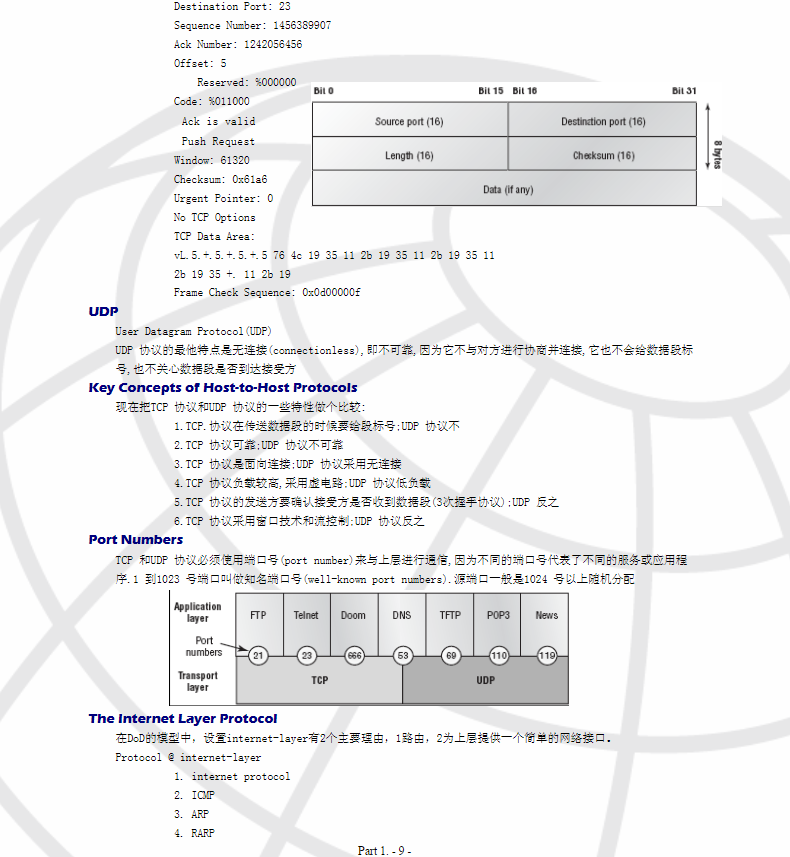 Destination Port: 23
Sequence Number: 1456389907
Ack Number: 1242056456
Offset: 5
Reserved: %000000
Code: %011000
Ack is valid
Push Request
Window: 61320
Checksum: 0x61a6
Urgent Pointer: 0
No TCP Options
TCP Data Area:
vL.5.+.5.+.5.+.5 76 4c 19 35 11 2b 19 35 11 2b 19 35 11
2b 19 35 +. 11 2b 19
Frame Check Sequence: 0x0d00000f
Bit 0 Bit 15 Bit 16 Bit 31
Source port (16) Destination port (16)
Length (16) Checksum (16)
Data (if any)
8 bytes
UDP
User Datagram Protocol(UDP)
UDP 协议的最他特点是无连接(connectionless),即不可靠,因为它不与对方进行协商并连接,它也不会给数据段标
号,也不关心数据段是否到达接受方
Key Concepts of Host-to-Host Protocols
现在把TCP 协议和UDP 协议的一些特性做个比较:
1.TCP.协议在传送数据段的时候要给段标号;UDP 协议不
2.TCP 协议可靠;UDP 协议不可靠
3.TCP 协议是面向连接;UDP 协议采用无连接
4.TCP 协议负载较高,采用虚电路;UDP 协议低负载
5.TCP 协议的发送方要确认接受方是否收到数据段(3次握手协议);UDP 反之
6.TCP 协议采用窗口技术和流控制;UDP 协议反之
Port Numbers
TCP 和UDP 协议必须使用端口号(port number)来与上层进行通信,因为不同的端口号代表了不同的服务或应用程
序.1 到1023 号端口叫做知名端口号(well-known port numbers).源端口一般是1024 号以上随机分配
Application
layer
FTP Telnet Doom DNS TFTP POP3 News
Port
numbers
21 23 666 53 69 110 119
Transport
layer
TCP UDP
The Internet Layer Protocol
在DoD的模型中，设置internet-layer有2个主要理由，1路由，2为上层提供一个简单的网络接口。
Protocol @ internet-layer
1. internet protocol
2. ICMP
3. ARP
4. RARP
Part 1. - 9 -